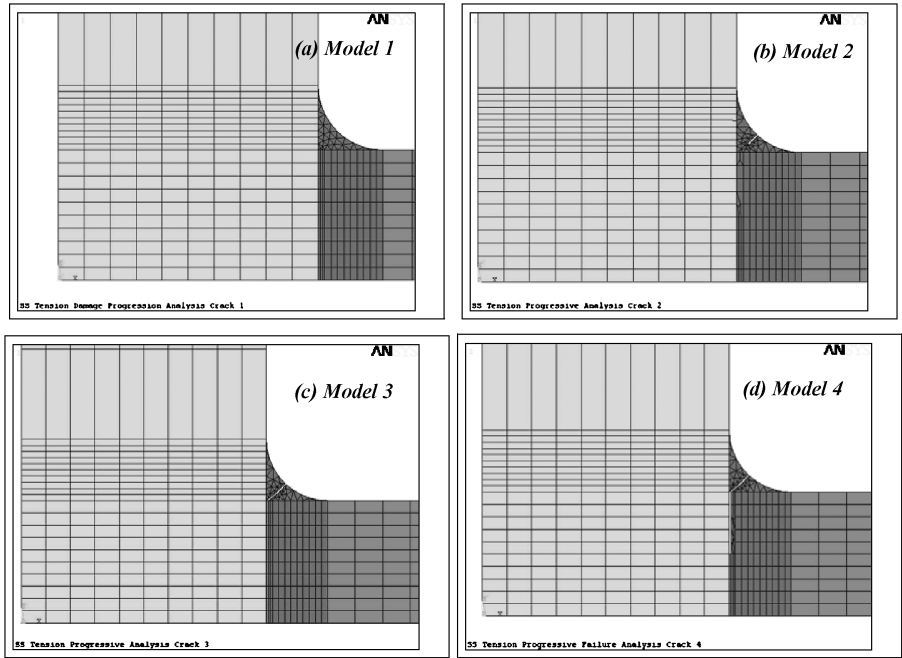 AN
(a) Model 1
SS Tension Damage Progression Analysis Crack 1
AN
(b) Model 2
SS Tension Progressive Analysis Crack 2
AN
(c) Model 3
SS Tension Progressive Analysis Crack 3
AN
(d) Model 4
SS Tension Progressive Failure Analysis Crack 4